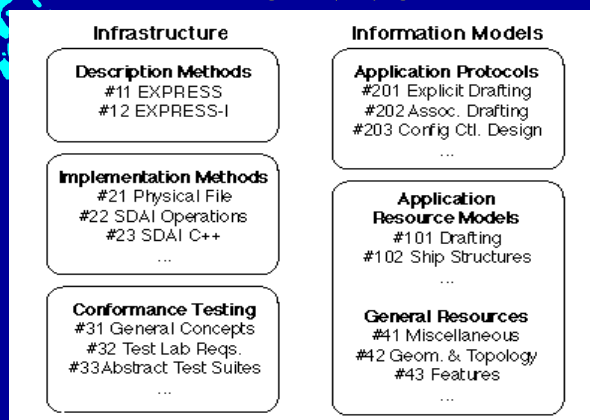 Infrastructure
Description Methods
#11 EXPRESS
#12 EXPRESS-I
Implementation Methods
#21 Physical File
#22 SDAI Operations
#23 SDAI C++
...
Conformance Testing
#31 General Concepts
#32 Test Lab Reqs.
#33Abstract Test Suites
...
Information Models
Application Protocols
#201 Explicit Drafting
#202 Assoc. Drafting
#203 Config Ctl. Design
...
Application
Resource Models
#101 Drafting
#102 Ship Structures
...
General Resources
#41 Miscellaneous
#42 Geom. & Topology
#43 Features
...